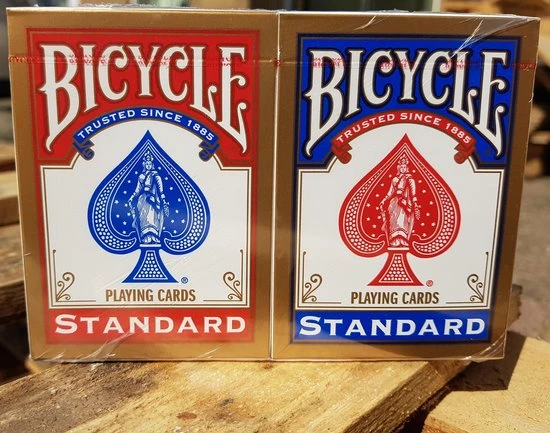 BICYCLE
TRUSTED SINCE 1885
®
PLAYING CARDS
STANDARD
BICYCLE
TRUSTED SINCE 1885
®
PLAYING CARDS
STANDARD